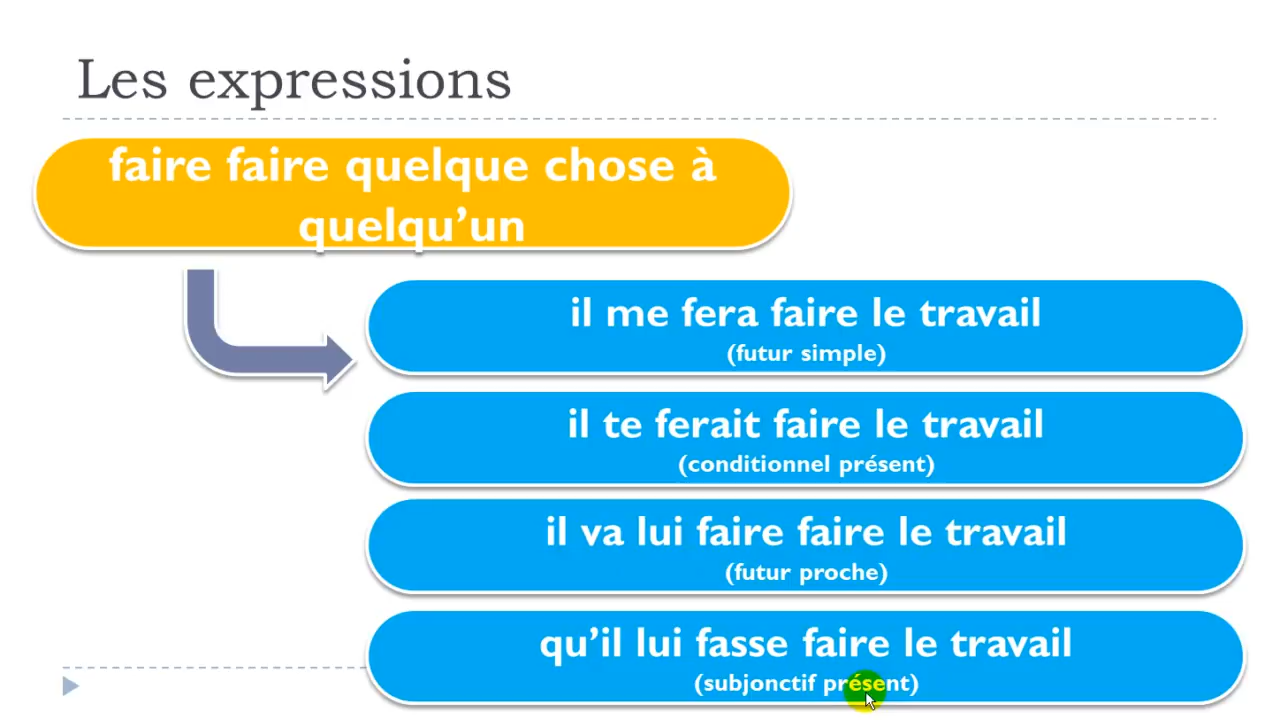 Les expressions
faire faire quelque chose à
quelqu’un
il me fera faire le travail
(futur simple)
il te ferait faire le travail
(conditionnel présent)
il va lui faire faire le travail
(futur proche)
qu’il lui fasse faire le travail
(subjonctif présent)